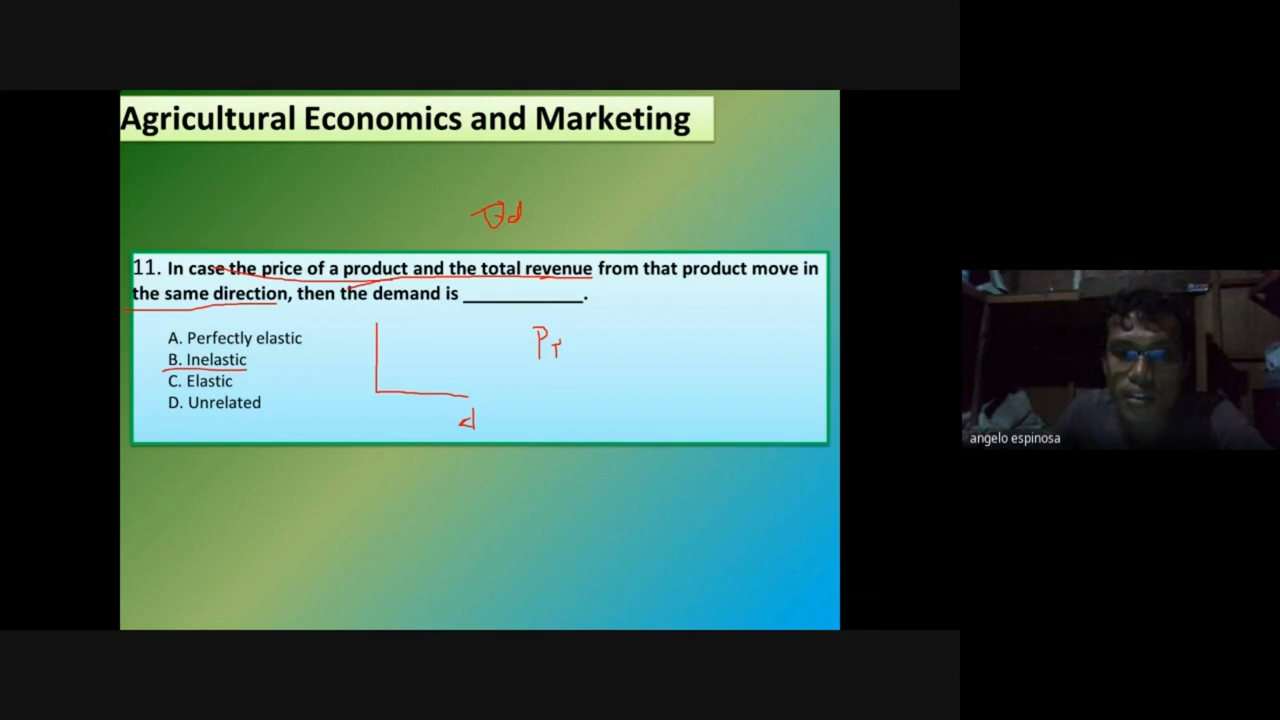 Agricultural Economics and Marketing
Qd
11. In case the price of a product and the total revenue from that product move in
the same direction, then the demand is ____________.
A. Perfectly elastic
B. Inelastic
C. Elastic
D. Unrelated
d
angelo espinosa